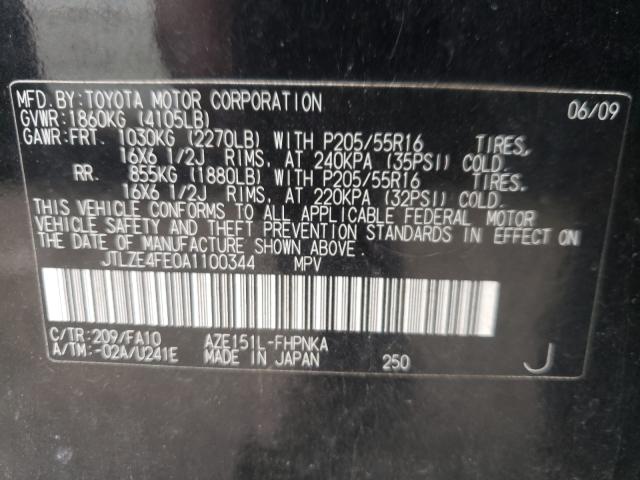 MFD.BY:TOYOTA MOTOR CORPORATION 06/09
GVWR:1860KG (4105LB)
GAWR:FRT. 1030KG (2270LB) WITH P205/55R16 TIRES,
16X6 1/2J RIMS, AT 240KPA (35PSI) COLD.
RR. 855KG (1880LB) WITH P205/55R16 TIRES,
16X6 1/2J RIMS, AT 220KPA (32PSI) COLD.
THIS VEHICLE CONFORMS TO ALL APPLICABLE FEDERAL MOTOR
VEHICLE SAFETY AND THEFT PREVENTION STANDARDS IN EFFECT ON
THE DATE OF MANUFACTURE SHOWN ABOVE.
JTLZE4FE0A1100344 MPV
C/TR:209/FA10 AZE151L-FHPNKA
A/TM:-02A/U241E MADE IN JAPAN 250 J